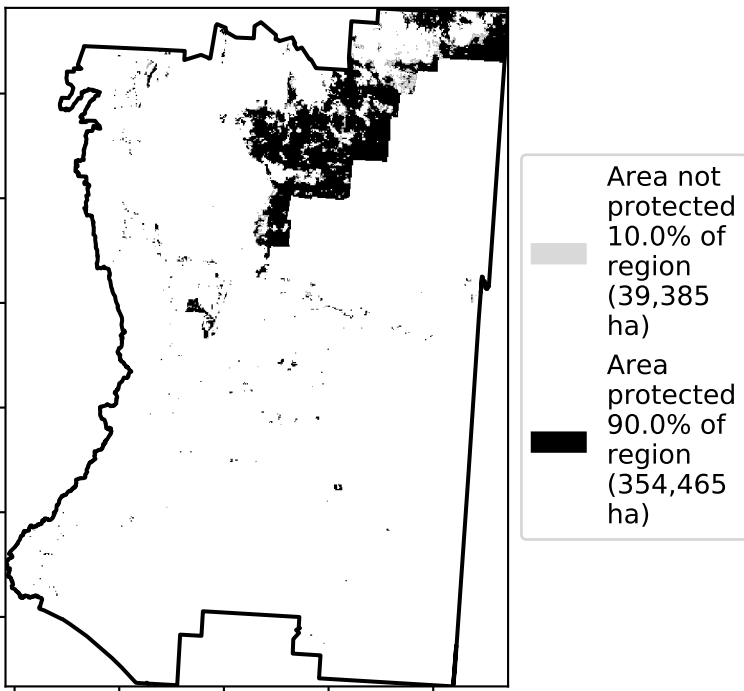 Area not
protected
10.0% of
region
(39,385
ha)
Area
protected
90.0% of
region
(354,465
ha)